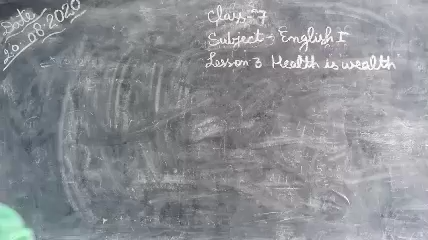 Date
20.08.2020
Class-7
Subject- English I
Lesson 3 Health is wealth